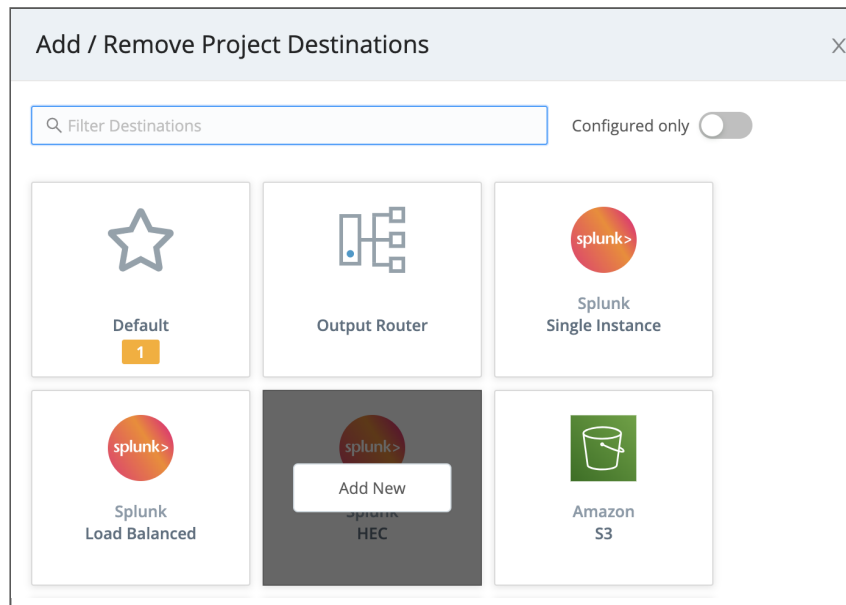 Add / Remove Project Destinations
Filter Destinations
Configured only
splunk>
Default
1
Output Router
Splunk
Single Instance
splunk>
splunk>
Add New
Splunk
Load Balanced
Splunk
HEC
Amazon
S3